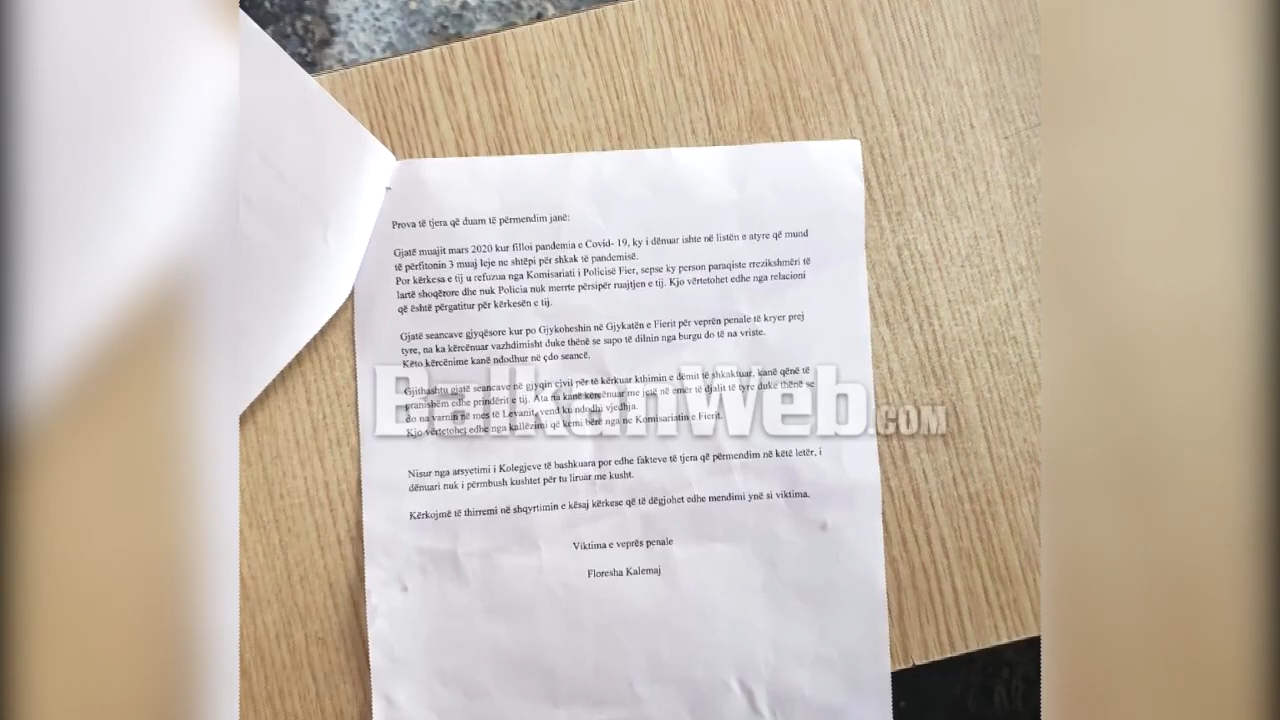 Prova të tjera që duam të përmendim janë:
Gjatë muajit mars 2020 kur filloi pandemia e Covid- 19, ky i dënuar ishte në listën e atyre që mund
të përfitonin 3 muaj leje ne shtëpi për shkak të pandemisë.
Por kërkesa e tij u refuzua nga Komisariati i Policisë Fier, sepse ky person paraqiste rrezikshmëri të
lartë shoqërore dhe nuk Policia nuk merrte përsipër ruajtjen e tij. Kjo vërtetohet edhe nga relacioni
që është përgatitur për kërkesën e tij.
Gjatë seancave gjyqësore kur po Gjykoheshin në Gjykatën e Fierit për veprën penale të kryer prej
tyre, na ka kërcënuar vazhdimisht duke thënë se sapo të dilnin nga burgu do të na vriste.
Këto kërcënime kanë ndodhur në çdo seancë.
Gjithashtu gjatë seancave në gjyqin civil për të kërkuar kthimin e dëmit të shkaktuar, kanë qënë të
pranishëm edhe prindërit e tij. Ata na kanë kërcënuar me jetë në emër të djalit të tyre duke thënë se
do na varnin në mes të Levanit, vend ku ndodhi vjedhja.
Kjo vërtetohet edhe nga kallëzimi që kemi bërë nga ne Komisariatin e Fierit.
BalkanWeb.COM
Nisur nga arsyetimi i Kolegjeve të bashkuara por edhe fakteve të tjera që përmendim në këtë letër, i
dënuari nuk i përmbush kushtet për tu liruar me kusht.
Kërkojmë të thirremi në shqyrtimin e kësaj kërkese që të dëgjohet edhe mendimi ynë si viktima.
Viktima e veprës penale
Floresha Kalemaj